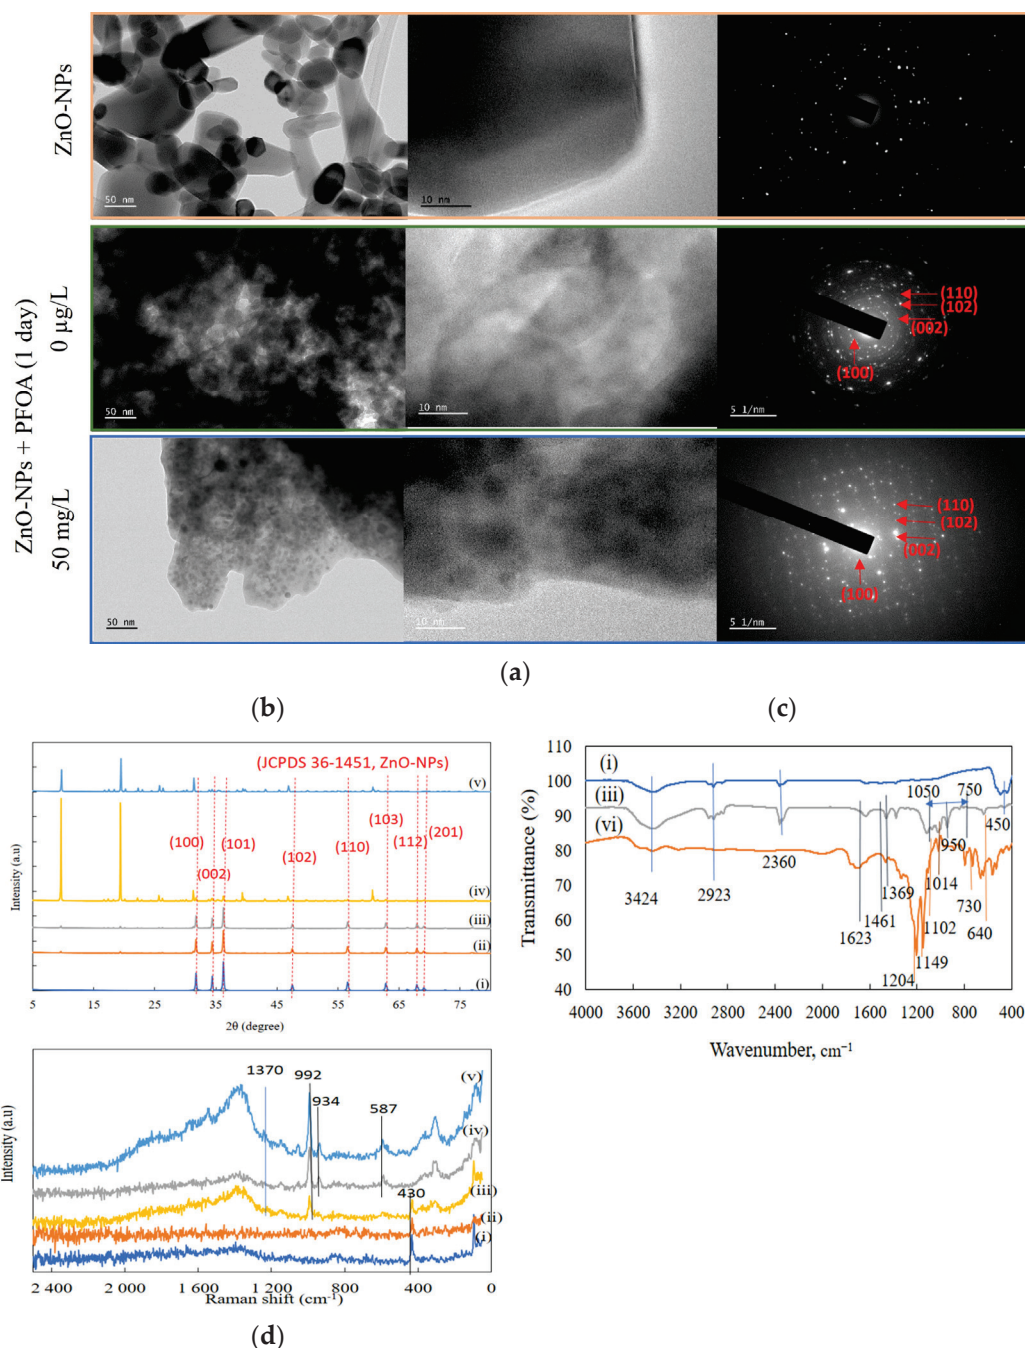 ZnO-NPs
50 nm
10 nm
ZnO-NPs + PFOA (1 day)
0 µg/L
50 nm
10 nm
5 1/nm
(110)
(102)
(002)
(100)
50 mg/L
50 nm
10 nm
5 1/nm
(110)
(102)
(002)
(100)
(a)
(b)
(c)
(JCPDS 36-1451, ZnO-NPs)
(v)
(100)
(002)
(101)
(102)
(110)
(103)
(112)
(201)
(iv)
(iii)
(ii)
(i)
Intensity (a.u)
5 15 25 35 45 55 65 75
2θ (degree)
Transmittance (%)
110
100
90
80
70
60
50
40
(i)
(iii)
(vi)
3424
2923
2360
1623
1461
1369
1204
1149
1102
1014
1050
950
750
730
640
450
4000 3600 3200 2800 2400 2000 1600 1200 800 400
Wavenumber, cm⁻¹
Intensity (a.u)
1370
992
934
587
430
(v)
(iv)
(iii)
(ii)
(i)
2 400 2 000 1 600 1 200 800 400 0
Raman shift (cm⁻¹)
(d)